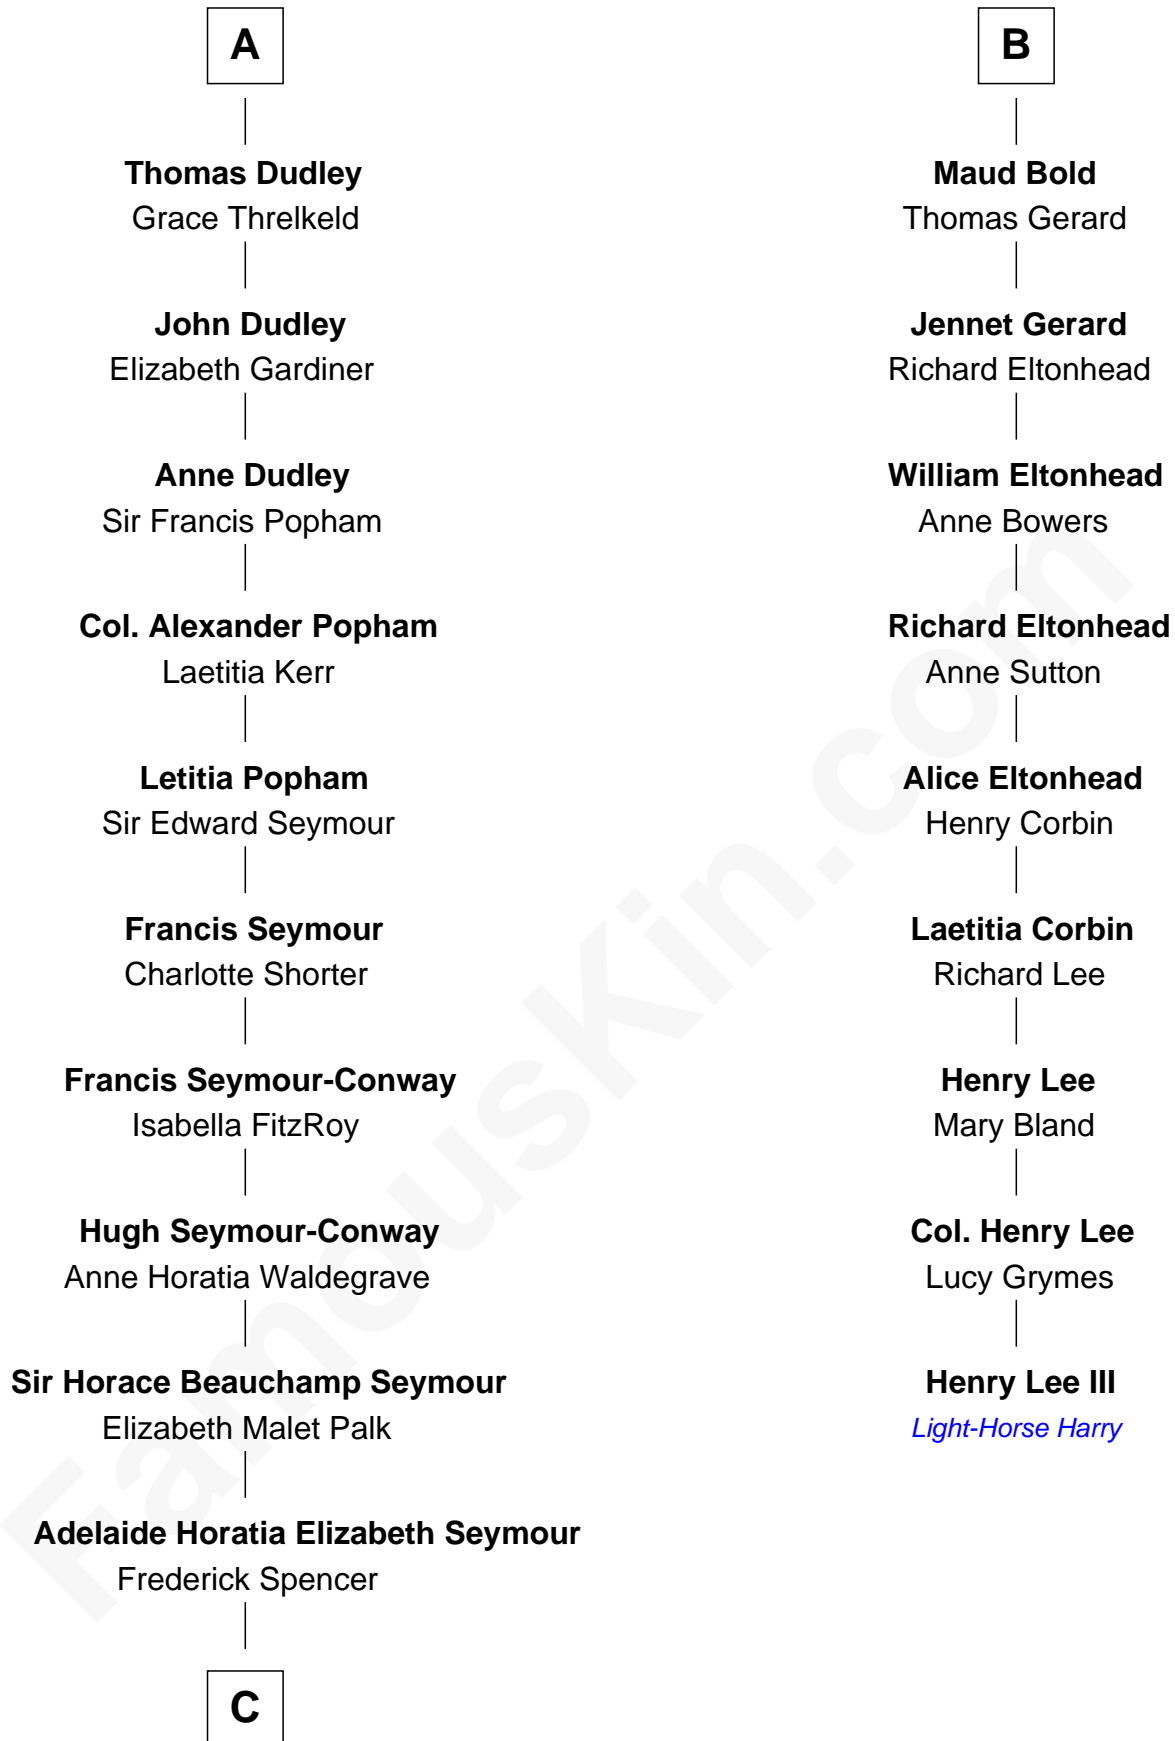 A
Thomas Dudley
Grace Threlkeld
John Dudley
Elizabeth Gardiner
Anne Dudley
Sir Francis Popham
Col. Alexander Popham
Laetitia Kerr
Letitia Popham
Sir Edward Seymour
Francis Seymour
Charlotte Shorter
Francis Seymour-Conway
Isabella FitzRoy
Hugh Seymour-Conway
Anne Horatia Waldegrave
Sir Horace Beauchamp Seymour
Elizabeth Malet Palk
Adelaide Horatia Elizabeth Seymour
Frederick Spencer
C
B
Maud Bold
Thomas Gerard
Jennet Gerard
Richard Eltonhead
William Eltonhead
Anne Bowers
Richard Eltonhead
Anne Sutton
Alice Eltonhead
Henry Corbin
Laetitia Corbin
Richard Lee
Henry Lee
Mary Bland
Col. Henry Lee
Lucy Grymes
Henry Lee III
Light-Horse Harry
FamousKin.com